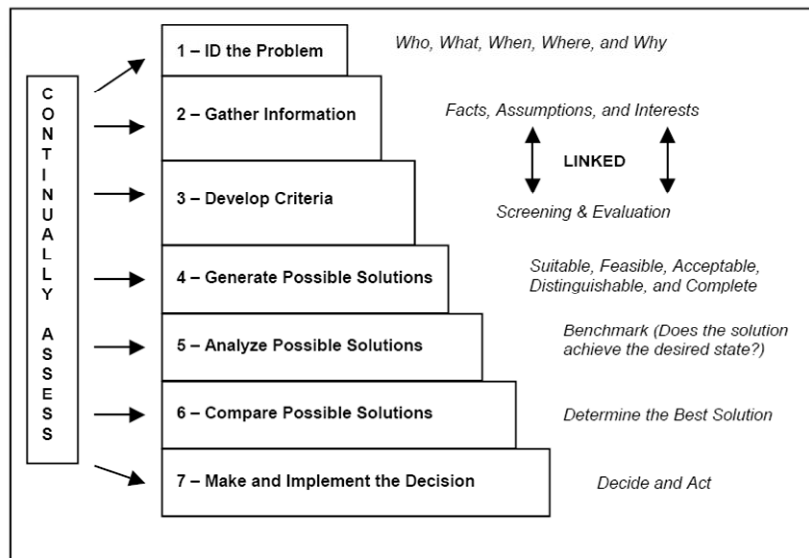 CONTINUALLY ASSESS
1 – ID the Problem
Who, What, When, Where, and Why
2 – Gather Information
Facts, Assumptions, and Interests
LINKED
3 – Develop Criteria
Screening & Evaluation
4 – Generate Possible Solutions
Suitable, Feasible, Acceptable,
Distinguishable, and Complete
5 – Analyze Possible Solutions
Benchmark (Does the solution
achieve the desired state?)
6 – Compare Possible Solutions
Determine the Best Solution
7 – Make and Implement the Decision
Decide and Act